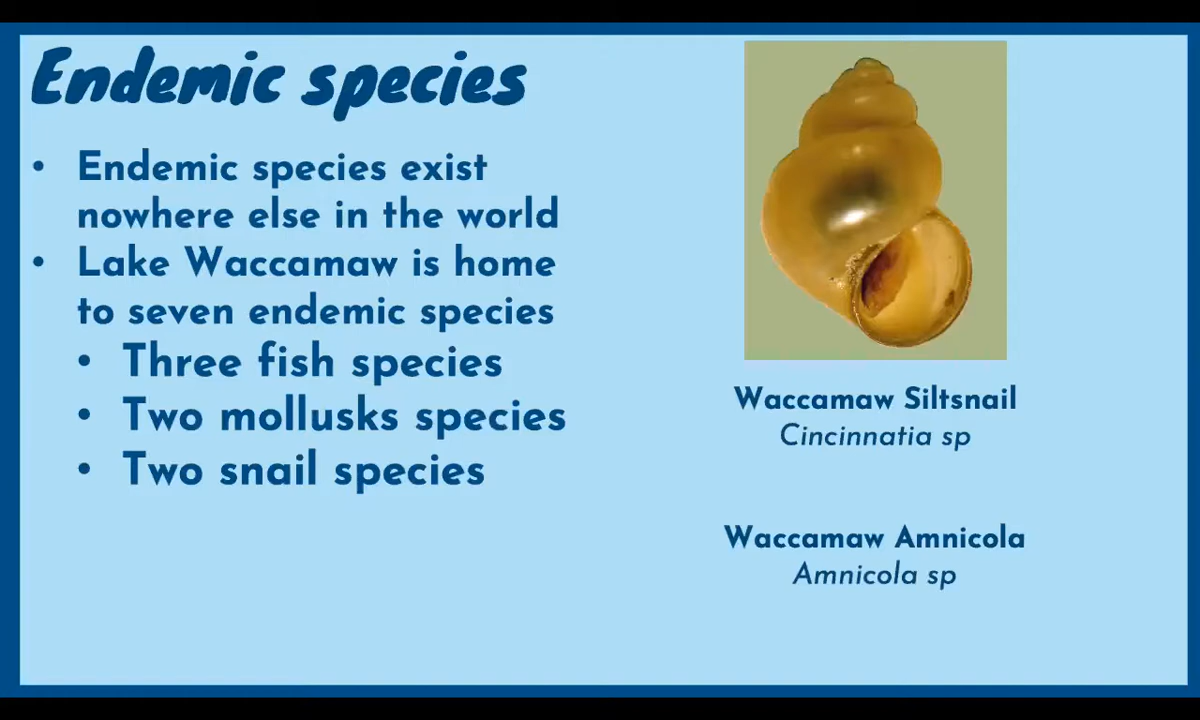 Endemic species
• Endemic species exist
nowhere else in the world
• Lake Waccamaw is home
to seven endemic species
• Three fish species
• Two mollusks species
• Two snail species
Waccamaw Siltsnail
Cincinnatia sp
Waccamaw Amnicola
Amnicola sp